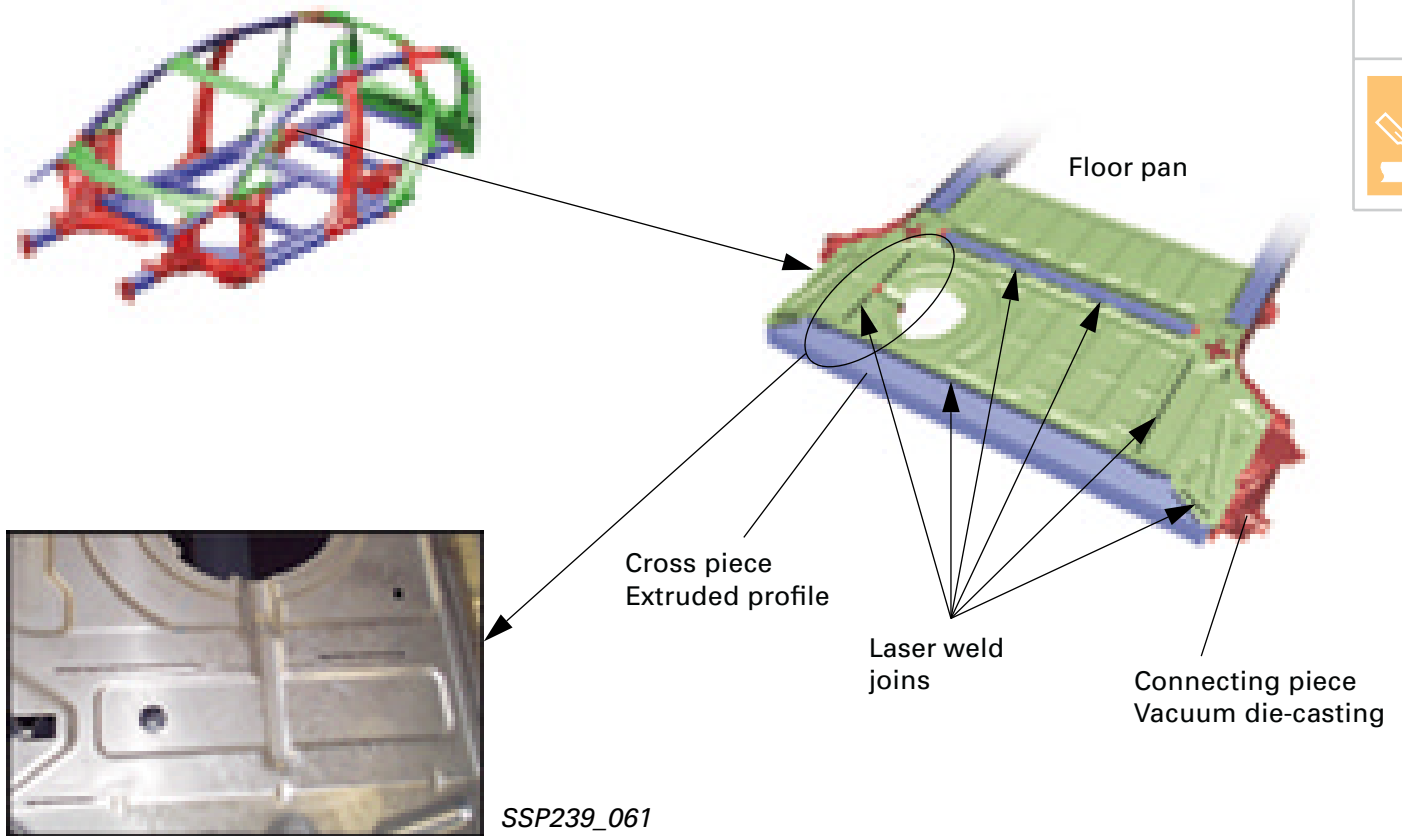 Floor pan
Cross piece
Extruded profile
Laser weld
joins
Connecting piece
Vacuum die-casting
SSP239_061